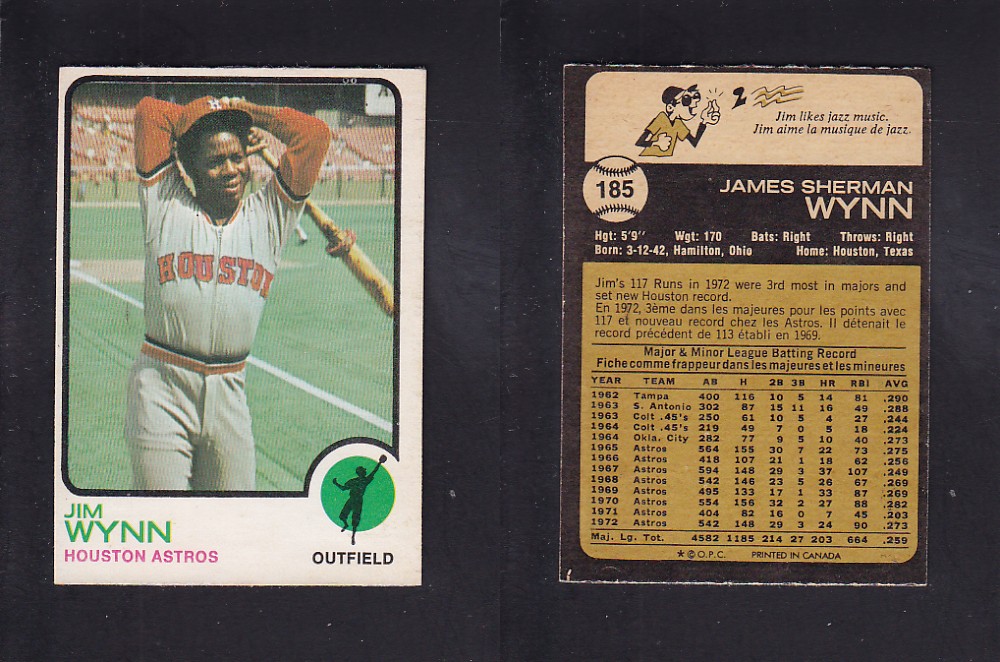 HOUSTON
JIM
WYNN
HOUSTON ASTROS
OUTFIELD
Jim likes jazz music.
Jim aime la musique de jazz.
185
JAMES SHERMAN
WYNN
Hgt: 5'9" Wgt: 170 Bats: Right Throws: Right
Born: 3-12-42, Hamilton, Ohio Home: Houston, Texas
Jim's 117 Runs in 1972 were 3rd most in majors and
set new Houston record.
En 1972, 3ème dans les majeures pour les points avec
117 et nouveau record chez les Astros. Il détenait le
record précédent de 113 établi en 1969.
Major & Minor League Batting Record
Fiche comme frappeur dans les majeures et les mineures
YEAR TEAM AB H 2B 3B HR RBI AVG
1962 Tampa 400 116 10 5 14 81 .290
1963 S. Antonio 302 87 15 11 16 49 .288
1963 Colt .45's 250 61 10 5 4 27 .244
1964 Colt .45's 219 49 7 0 5 18 .224
1964 Okla. City 282 77 9 5 10 40 .273
1965 Astros 564 155 30 7 22 73 .275
1966 Astros 418 107 21 1 18 62 .256
1967 Astros 594 148 29 3 37 107 .249
1968 Astros 542 146 23 5 26 67 .269
1969 Astros 495 133 17 1 33 87 .269
1970 Astros 554 156 32 2 27 88 .282
1971 Astros 404 82 16 0 7 45 .203
1972 Astros 542 148 29 3 24 90 .273
Maj. Lg. Tot. 4582 1185 214 27 203 664 .259
★ © O.P.C. PRINTED IN CANADA